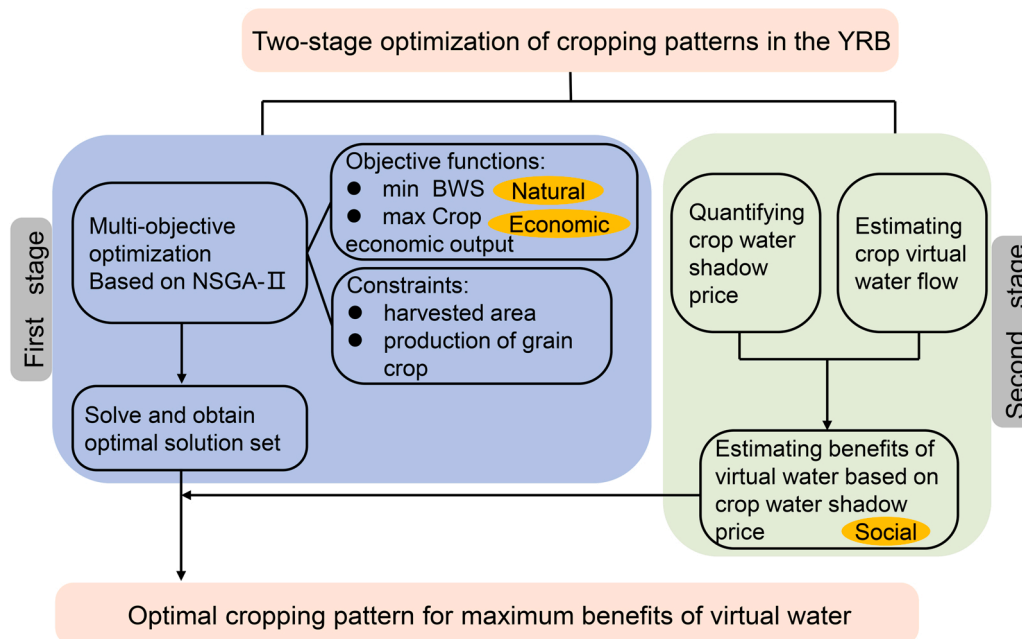 Two-stage optimization of cropping patterns in the YRB
First stage
Multi-objective
optimization
Based on NSGA-Ⅱ
Objective functions:
● min BWS Natural
● max Crop Economic
economic output
Constraints:
● harvested area
● production of grain
crop
Solve and obtain
optimal solution set
Second stage
Quantifying
crop water
shadow
price
Estimating
crop virtual
water flow
Estimating benefits of
virtual water based on
crop water shadow
price Social
Optimal cropping pattern for maximum benefits of virtual water